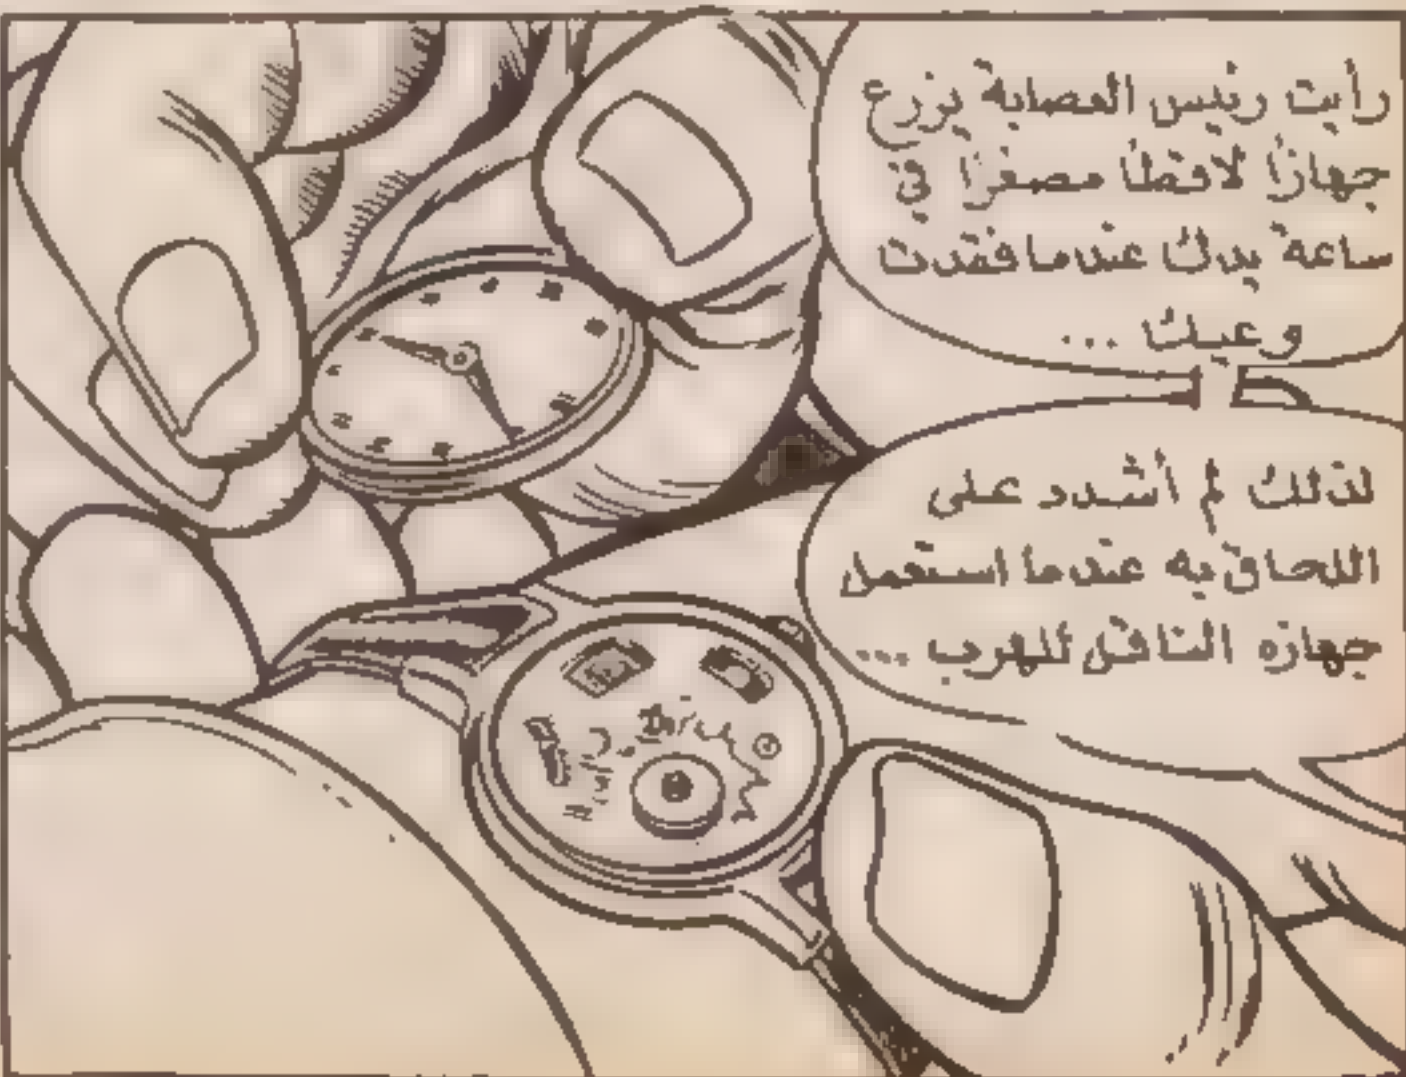 رأيت رئيس العصابة يزرع
جهازاً لاقطاً مصغراً في
ساعة يدك عندما فقدت
وعيك ...
لذلك لم أشدد على
اللحاق به عندما استعمل
جهازه الناقل للهرب ...